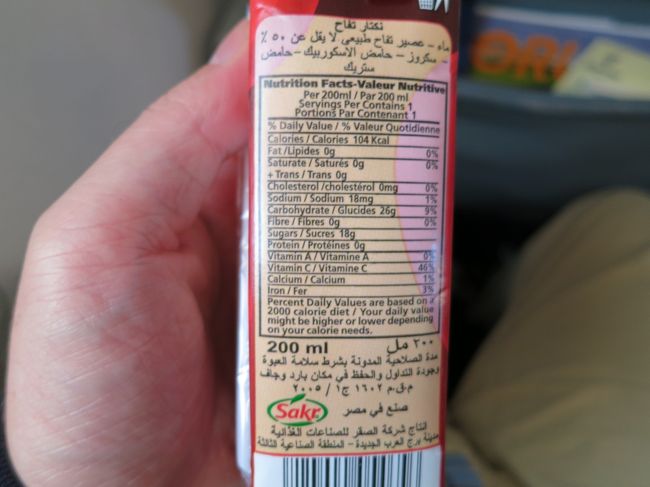 نكتار تفاح
ماء - عصير تفاح طبيعى لا يقل عن ٥٠ ٪
- سكروز - حامض الاسكوربيك - حامض
ستريك
Nutrition Facts-Valeur Nutritive
Per 200ml / Par 200 ml
Servings Per Contains 1
Portions Par Contenant 1
% Daily Value / % Valeur Quotidienne
Calories / Calories 104 Kcal
Fat /Lipides 0g 0%
Saturate / Saturés 0g 0%
+ Trans / Trans 0g
Cholesterol /cholestérol 0mg 0%
Sodium / Sodium 18mg 1%
Carbohydrate / Glucides 26g 9%
Fibre / Fibres 0g 0%
Sugars / Sucres 18g
Protein / Protéines 0g
Vitamin A / Vitamine A 0%
Vitamin C / Vitamine C 46%
Calcium / Calcium 1%
Iron / Fer 3%
Percent Daily Values are based on a
2000 calorie diet / Your daily value
might be higher or lower depending
on your calorie needs.
200 ml ٢٠٠ مل
مدة الصلاحية المدونة بشرط سلامة العبوة
وجودة التداول والحفظ في مكان بارد وجاف
م.ق.م ١٦٠٢ ج١ / ٢٠٠٥
Sakr صنع في مصر
انتاج شركة الصقر للصناعات الغذائية
مدينة برج العرب الجديدة - المنطقة الصناعية الثالثة